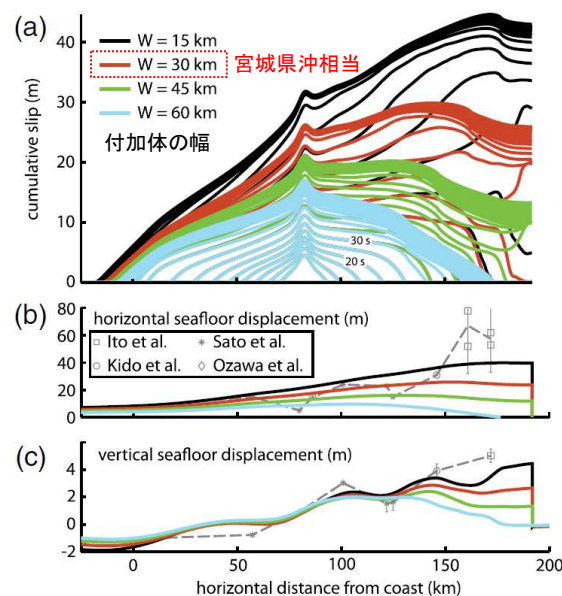 (a)
40
30
20
10
0
cumulative slip (m)
W = 15 km
W = 30 km
宮城県沖相当
W = 45 km
W = 60 km
付加体の幅
30 s
20 s
(b)
80
60
40
20
0
horizontal seafloor displacement (m)
Ito et al.
Sato et al.
Kido et al.
Ozawa et al.
(c)
4
2
0
-2
vertical seafloor displacement (m)
0
50
100
150
200
horizontal distance from coast (km)